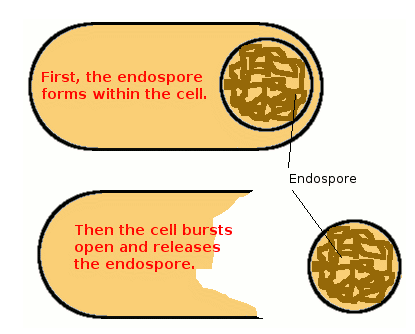 First, the endospore
forms within the cell.
Endospore
Then the cell bursts
open and releases
the endospore.